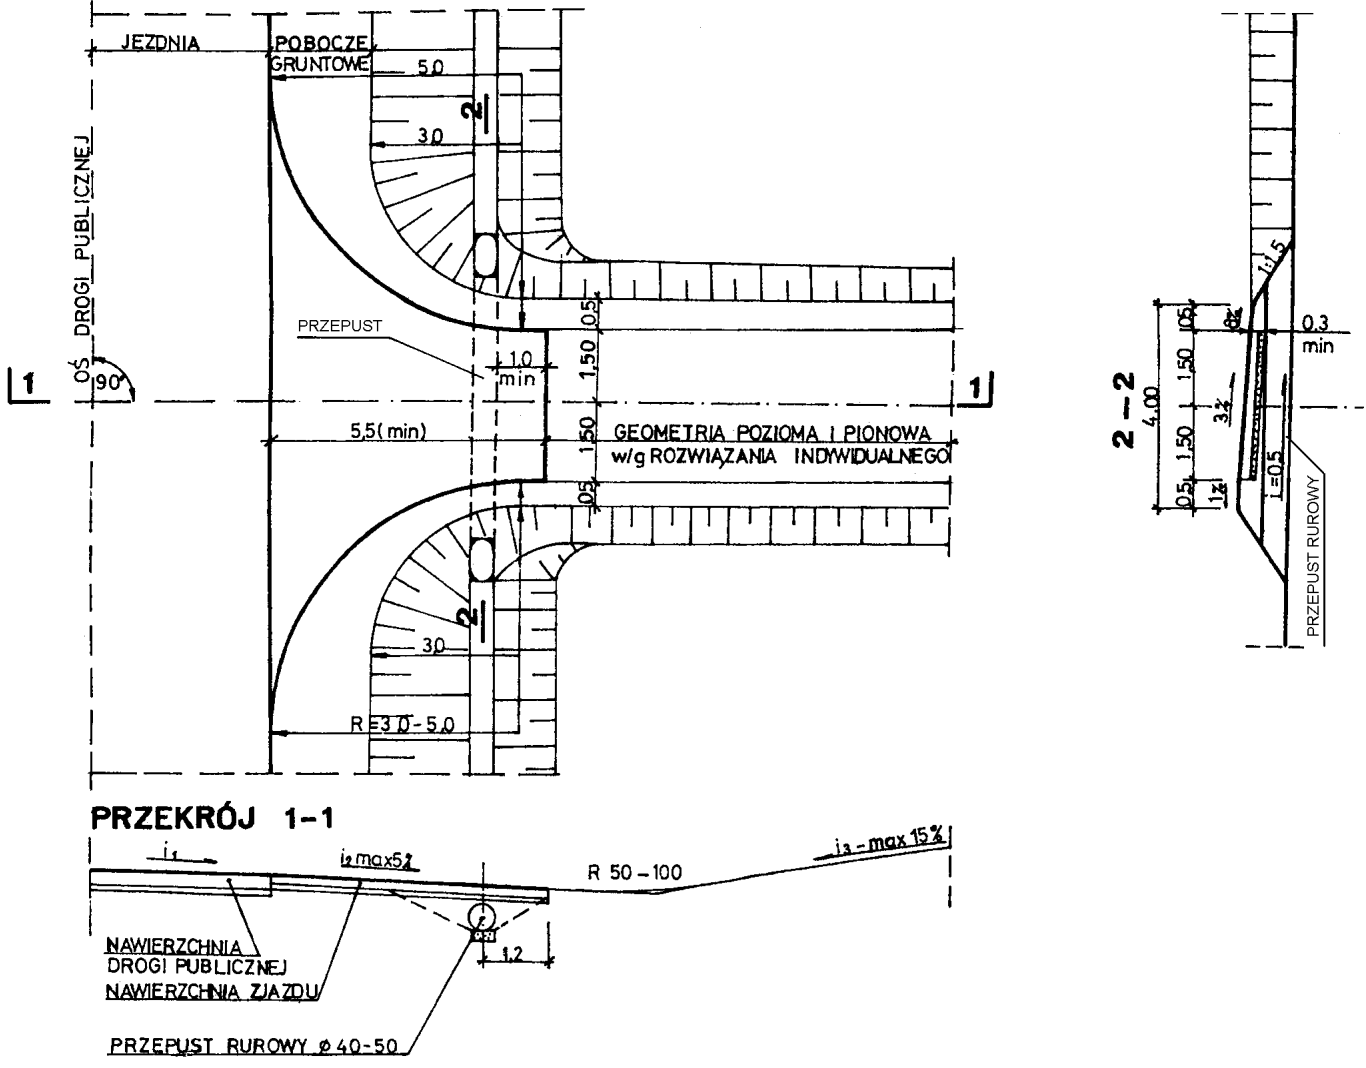 JEZDNIA
POBOCZE
GRUNTOWE
5,0
3,0
2
OŚ DROGI PUBLICZNEJ
90°
PRZEPUST
1,0
min
0,5
1,50
1,50
0,5
1
1
5,5 (min)
GEOMETRIA POZIOMA I PIONOWA
w/g ROZWIĄZANIA INDYWIDUALNEGO
2
3,0
R=3,0-5,0
1:1,5
0,3
min
2-2
4,00
0,5
1,50
1,50
0,5
8%
3%
1%
i=0,5
PRZEPUST RUROWY
PRZEKRÓJ 1-1
i₁
i₂ max5%
R 50-100
i₃-max 15%
1,2
NAWIERZCHNIA
DROGI PUBLICZNEJ
NAWIERZCHNIA ZJAZDU
PRZEPUST RUROWY ø 40-50